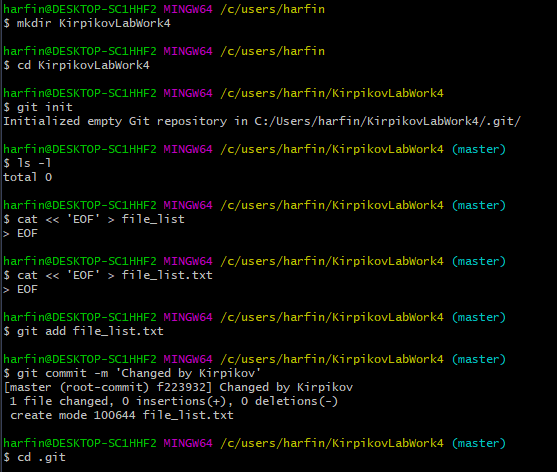 harfin@DESKTOP-SC1HHF2 MINGW64 /c/users/harfin
$ mkdir KirpikovLabWork4
harfin@DESKTOP-SC1HHF2 MINGW64 /c/users/harfin
$ cd KirpikovLabWork4
harfin@DESKTOP-SC1HHF2 MINGW64 /c/users/harfin/KirpikovLabWork4
$ git init
Initialized empty Git repository in C:/Users/harfin/KirpikovLabWork4/.git/
harfin@DESKTOP-SC1HHF2 MINGW64 /c/users/harfin/KirpikovLabWork4 (master)
$ ls -l
total 0
harfin@DESKTOP-SC1HHF2 MINGW64 /c/users/harfin/KirpikovLabWork4 (master)
$ cat << 'EOF' > file_list
> EOF
harfin@DESKTOP-SC1HHF2 MINGW64 /c/users/harfin/KirpikovLabWork4 (master)
$ cat << 'EOF' > file_list.txt
> EOF
harfin@DESKTOP-SC1HHF2 MINGW64 /c/users/harfin/KirpikovLabWork4 (master)
$ git add file_list.txt
harfin@DESKTOP-SC1HHF2 MINGW64 /c/users/harfin/KirpikovLabWork4 (master)
$ git commit -m 'Changed by Kirpikov'
[master (root-commit) f223932] Changed by Kirpikov
 1 file changed, 0 insertions(+), 0 deletions(-)
 create mode 100644 file_list.txt
harfin@DESKTOP-SC1HHF2 MINGW64 /c/users/harfin/KirpikovLabWork4 (master)
$ cd .git